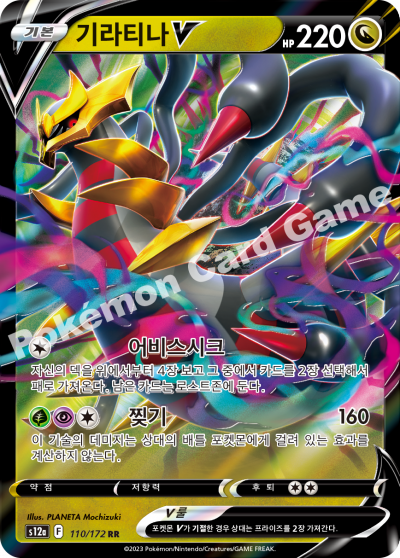 기본 기라티나 V HP 220
Pokémon Card Game
어비스시크
자신의 덱을 위에서부터 4장 보고 그 중에서 카드를 2장 선택해서
패로 가져온다. 남은 카드는 로스트존에 둔다.
찢기 160
이 기술의 데미지는 상대의 배틀 포켓몬에게 걸려 있는 효과를
계산하지 않는다.
약점 저항력 후퇴
Illus. PLANETA Mochizuki
V 룰
s12a F 110/172 RR
포켓몬 V가 기절한 경우 상대는 프라이즈를 2장 가져간다.
©2023 Pokémon/Nintendo/Creatures/GAME FREAK.